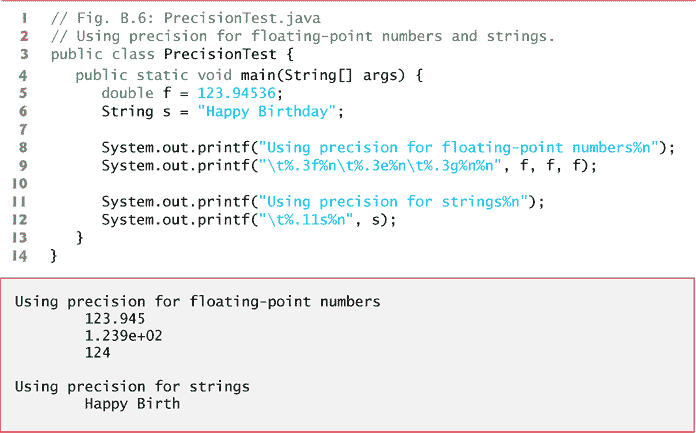 1 // Fig. B.6: PrecisionTest.java
2 // Using precision for floating-point numbers and strings.
3 public class PrecisionTest {
4    public static void main(String[] args) {
5       double f = 123.94536;
6       String s = "Happy Birthday";
7
8       System.out.printf("Using precision for floating-point numbers%n");
9       System.out.printf("\t%.3f%n\t%.3e%n\t%.3g%n%n", f, f, f);
10
11       System.out.printf("Using precision for strings%n");
12       System.out.printf("\t%.11s%n", s);
13    }
14 }
Using precision for floating-point numbers
        123.945
        1.239e+02
        124
Using precision for strings
        Happy Birth